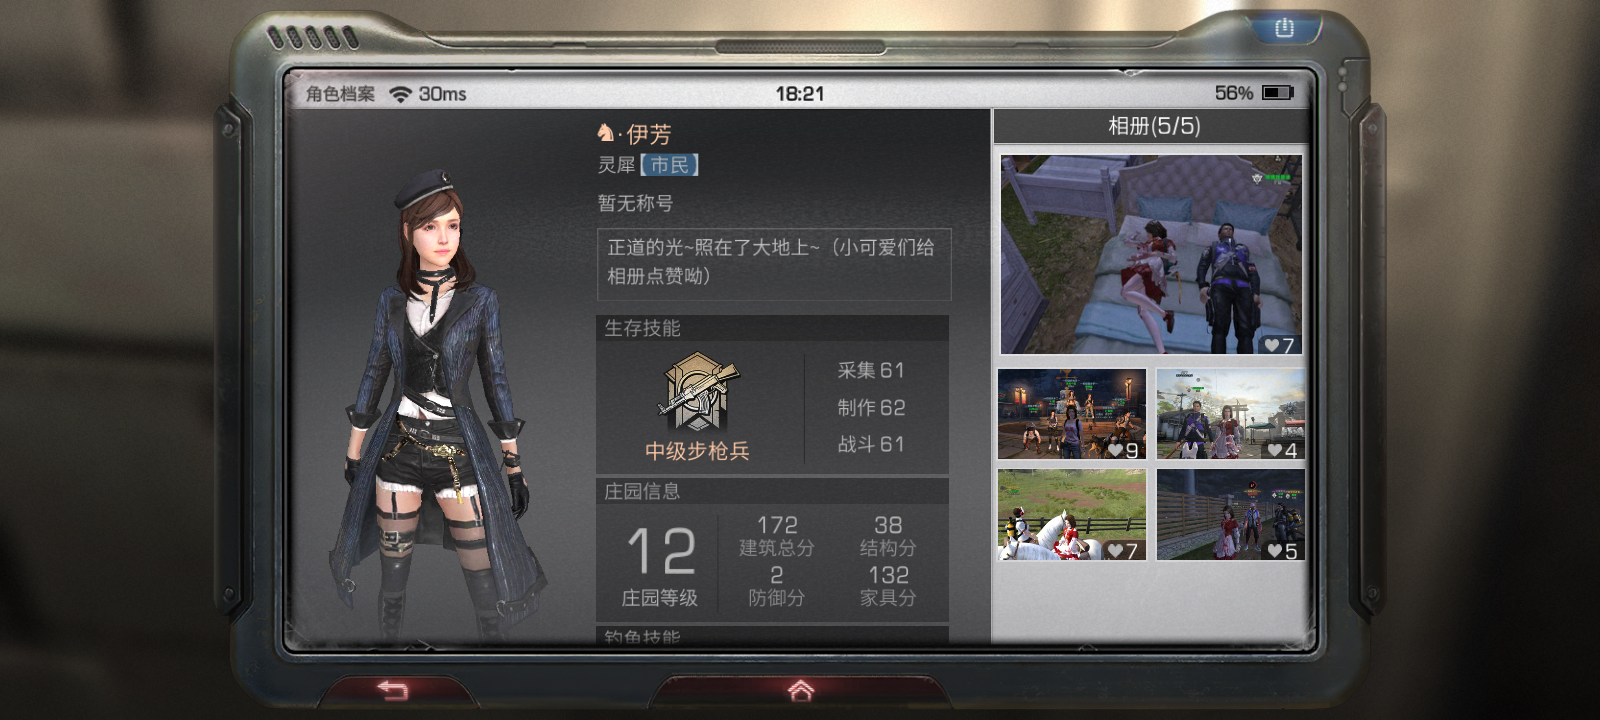 角色档案 30ms
18:21
56%
·伊芳
灵犀 市民
暂无称号
正道的光~照在了大地上~（小可爱们给
相册点赞呦）
生存技能
中级步枪兵
采集 61
制作 62
战斗 61
庄园信息
12
庄园等级
172
建筑总分
38
结构分
2
防御分
132
家具分
钓鱼技能
相册(5/5)
7
9
4
7
5